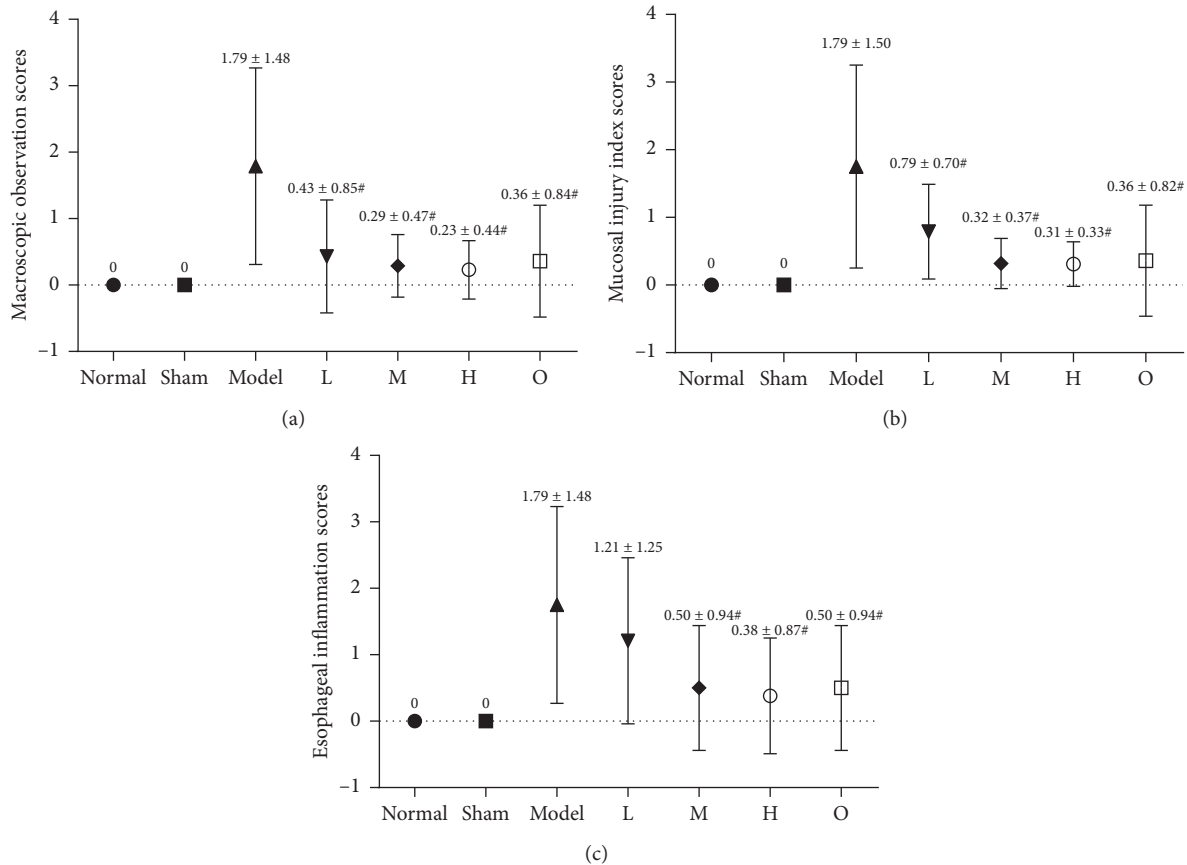 Macroscopic observation scores
4
3
2
1
0
−1
1.79 ± 1.48
0.43 ± 0.85#
0.29 ± 0.47#
0.23 ± 0.44#
0.36 ± 0.84#
0
0
Normal Sham Model L M H O
(a)
Mucosal injury index scores
4
3
2
1
0
−1
1.79 ± 1.50
0.79 ± 0.70#
0.32 ± 0.37#
0.31 ± 0.33#
0.36 ± 0.82#
0
0
Normal Sham Model L M H O
(b)
Esophageal inflammation scores
4
3
2
1
0
−1
1.79 ± 1.48
1.21 ± 1.25
0.50 ± 0.94#
0.38 ± 0.87#
0.50 ± 0.94#
0
0
Normal Sham Model L M H O
(c)